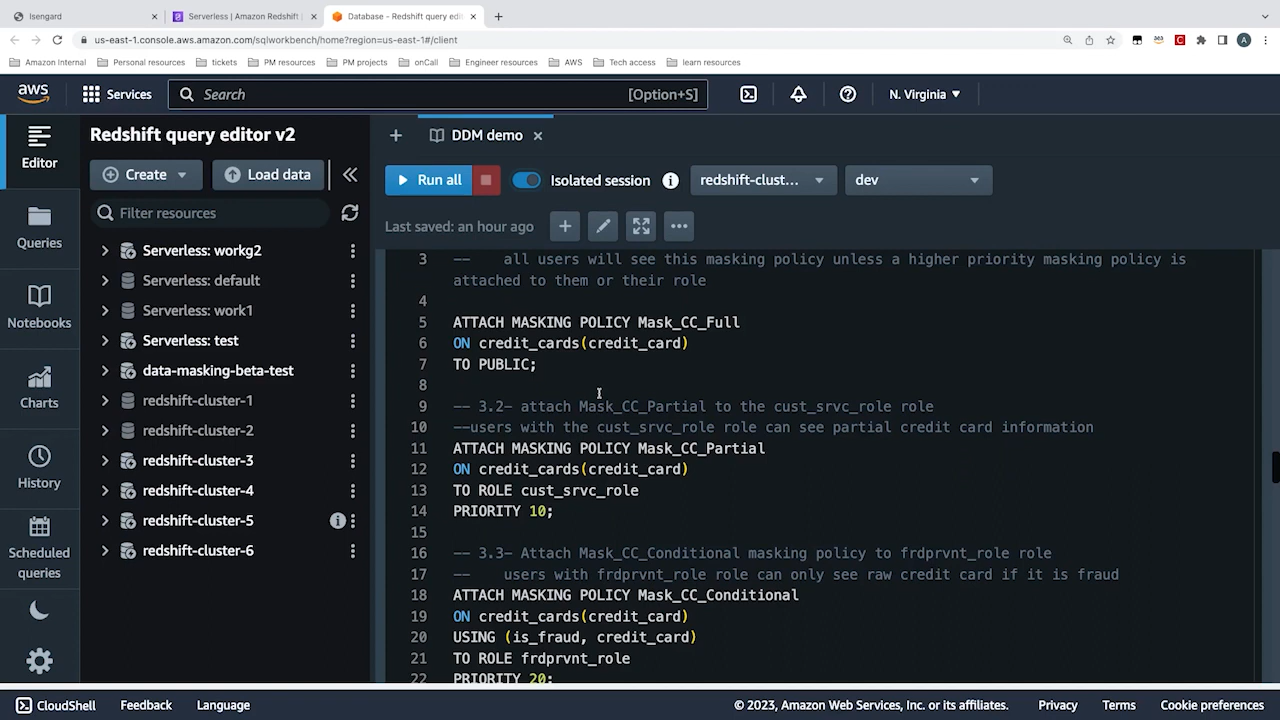 Isengard
Serverless | Amazon Redshift
Database - Redshift query edi
us-east-1.console.aws.amazon.com/sqlworkbench/home?region=us-east-1#/client
A
Amazon Internal
Personal resources
tickets
PM resources
PM projects
onCall
Engineer resources
AWS
Tech access
learn resources
aws
Services
Search
[Option+S]
N. Virginia
Editor
Queries
Notebooks
Charts
History
Scheduled
queries
Redshift query editor v2
Create
Load data
Filter resources
Serverless: workg2
Serverless: default
Serverless: work1
Serverless: test
data-masking-beta-test
redshift-cluster-1
redshift-cluster-2
redshift-cluster-3
redshift-cluster-4
redshift-cluster-5
redshift-cluster-6
DDM demo
Run all
Isolated session
redshift-clust...
dev
Last saved: an hour ago
3 -- all users will see this masking policy unless a higher priority masking policy is
attached to them or their role
4
5 ATTACH MASKING POLICY Mask_CC_Full
6 ON credit_cards(credit_card)
7 TO PUBLIC;
8
9 -- 3.2- attach Mask_CC_Partial to the cust_srvc_role role
10 --users with the cust_srvc_role role can see partial credit card information
11 ATTACH MASKING POLICY Mask_CC_Partial
12 ON credit_cards(credit_card)
13 TO ROLE cust_srvc_role
14 PRIORITY 10;
15
16 -- 3.3- Attach Mask_CC_Conditional masking policy to frdprvnt_role role
17 -- users with frdprvnt_role role can only see raw credit card if it is fraud
18 ATTACH MASKING POLICY Mask_CC_Conditional
19 ON credit_cards(credit_card)
20 USING (is_fraud, credit_card)
21 TO ROLE frdprvnt_role
22 PRIORITY 20;
CloudShell
Feedback
Language
© 2023, Amazon Web Services, Inc. or its affiliates.
Privacy
Terms
Cookie preferences